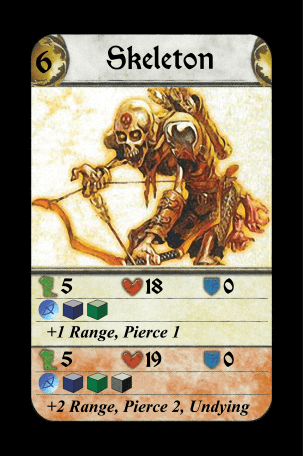 6 Skeleton
5 18 0
+1 Range, Pierce 1
5 19 0
+2 Range, Pierce 2, Undying